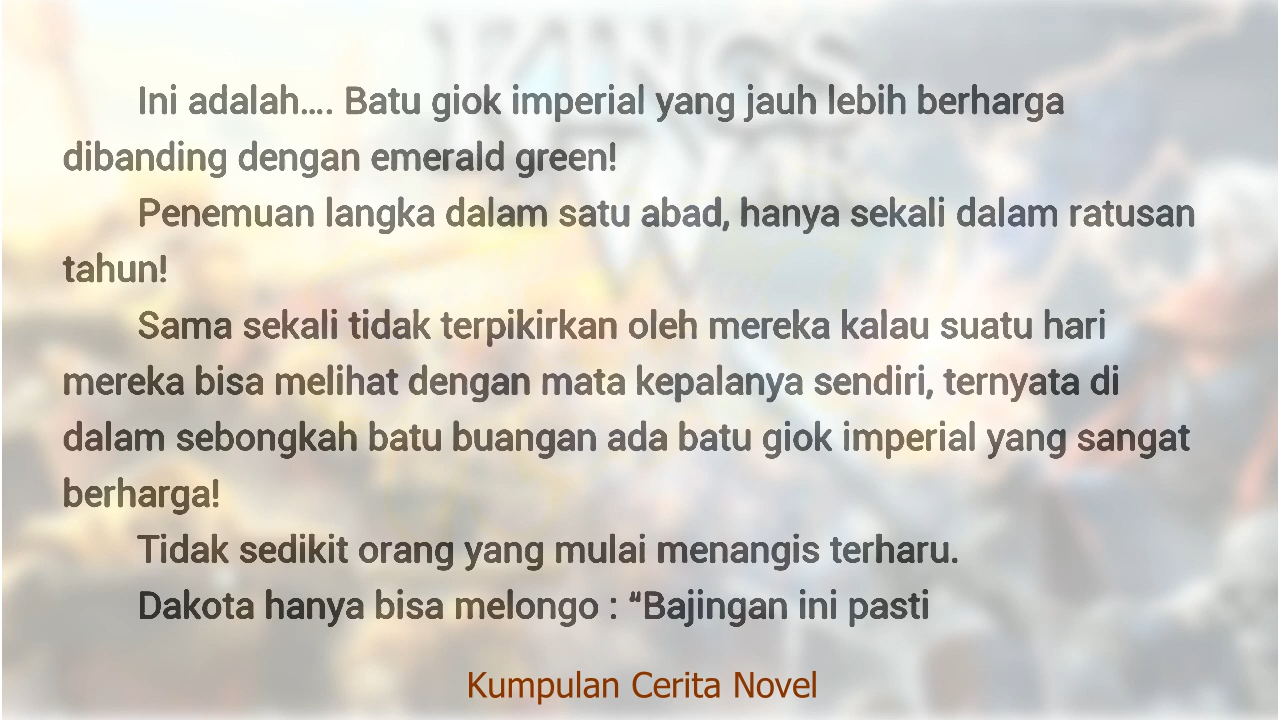 Ini adalah.... Batu giok imperial yang jauh lebih berharga
dibanding dengan emerald green!
Penemuan langka dalam satu abad, hanya sekali dalam ratusan
tahun!
Sama sekali tidak terpikirkan oleh mereka kalau suatu hari
mereka bisa melihat dengan mata kepalanya sendiri, ternyata di
dalam sebongkah batu buangan ada batu giok imperial yang sangat
berharga!
Tidak sedikit orang yang mulai menangis terharu.
Dakota hanya bisa melongo : “Bajingan ini pasti
Kumpulan Cerita Novel